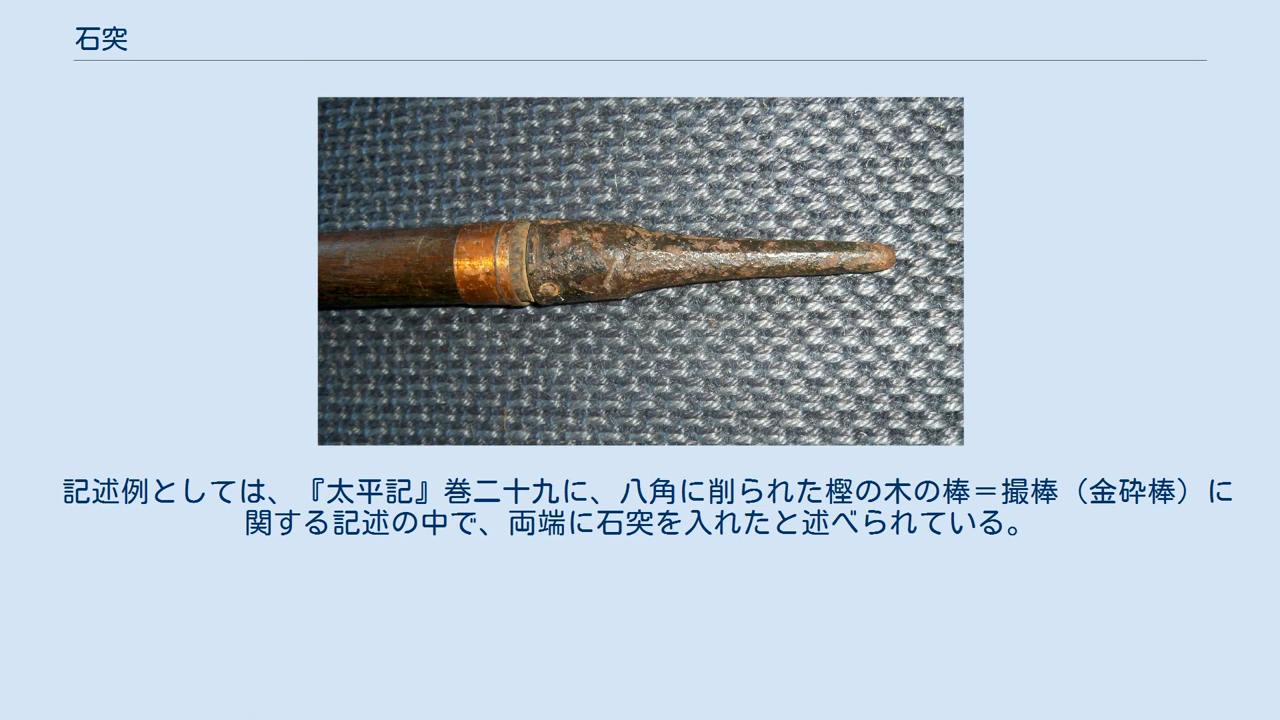 石突
記述例としては、『太平記』巻二十九に、八角に削られた樫の木の棒＝撮棒（金砕棒）に
関する記述の中で、両端に石突を入れたと述べられている。